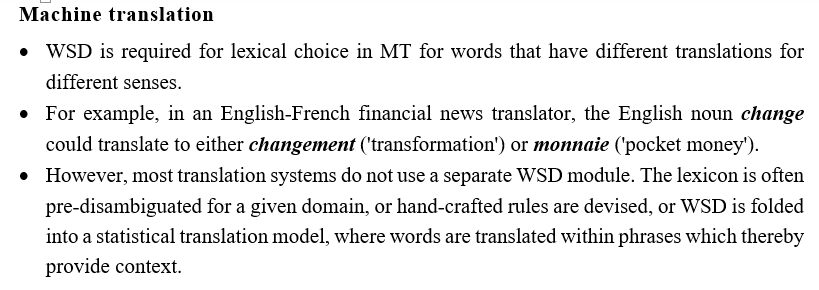 Machine translation
• WSD is required for lexical choice in MT for words that have different translations for
different senses.
• For example, in an English-French financial news translator, the English noun change
could translate to either changement ('transformation') or monnaie ('pocket money').
• However, most translation systems do not use a separate WSD module. The lexicon is often
pre-disambiguated for a given domain, or hand-crafted rules are devised, or WSD is folded
into a statistical translation model, where words are translated within phrases which thereby
provide context.